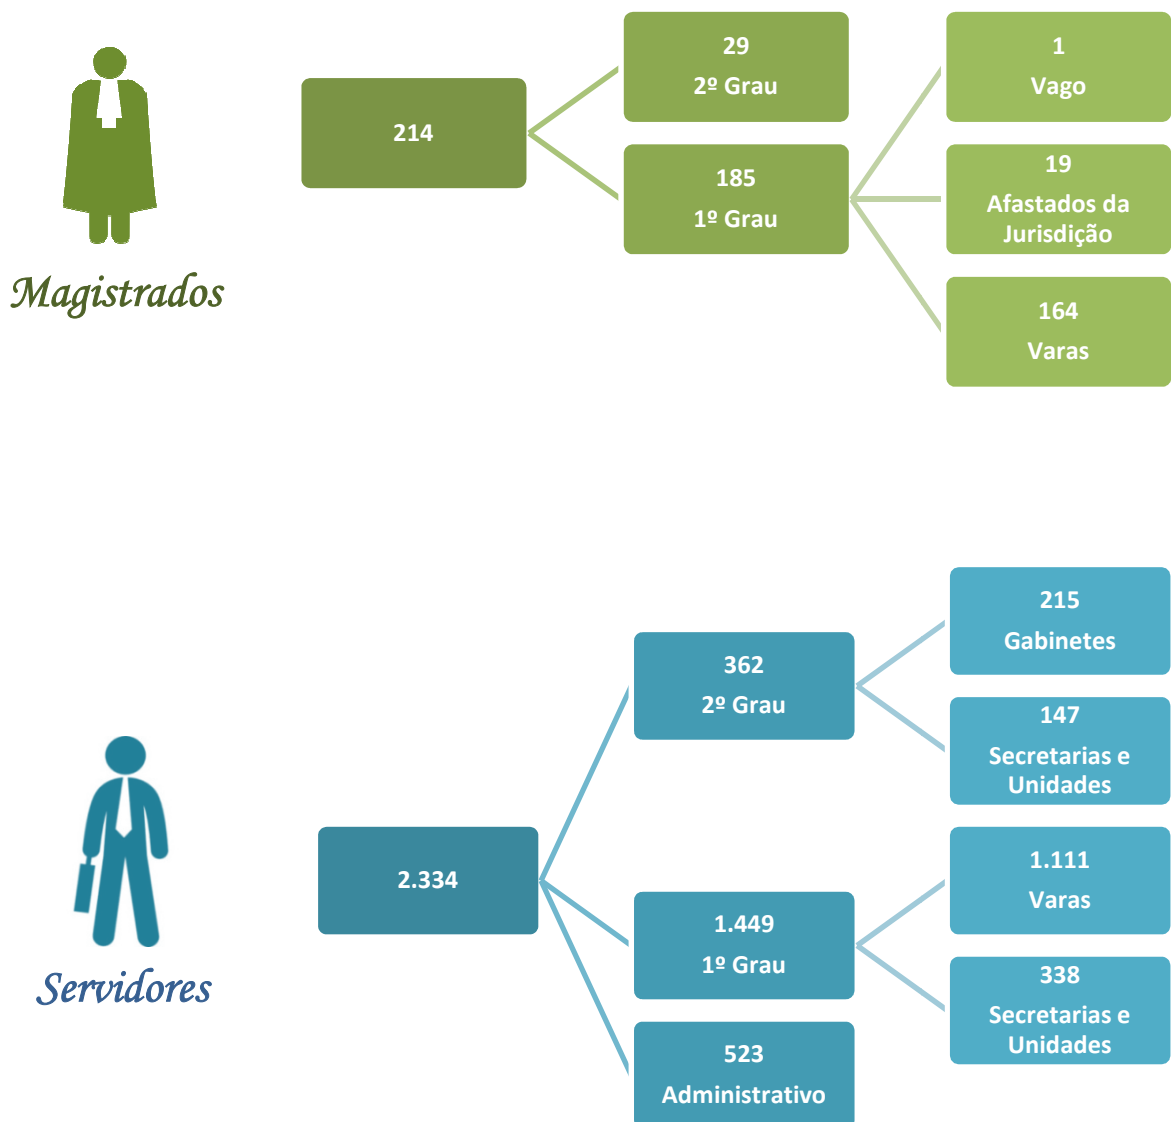 Magistrados
214
29
2º Grau
185
1º Grau
1
Vago
19
Afastados da
Jurisdição
164
Varas
Servidores
2.334
362
2º Grau
215
Gabinetes
147
Secretarias e
Unidades
1.449
1º Grau
1.111
Varas
338
Secretarias e
Unidades
523
Administrativo